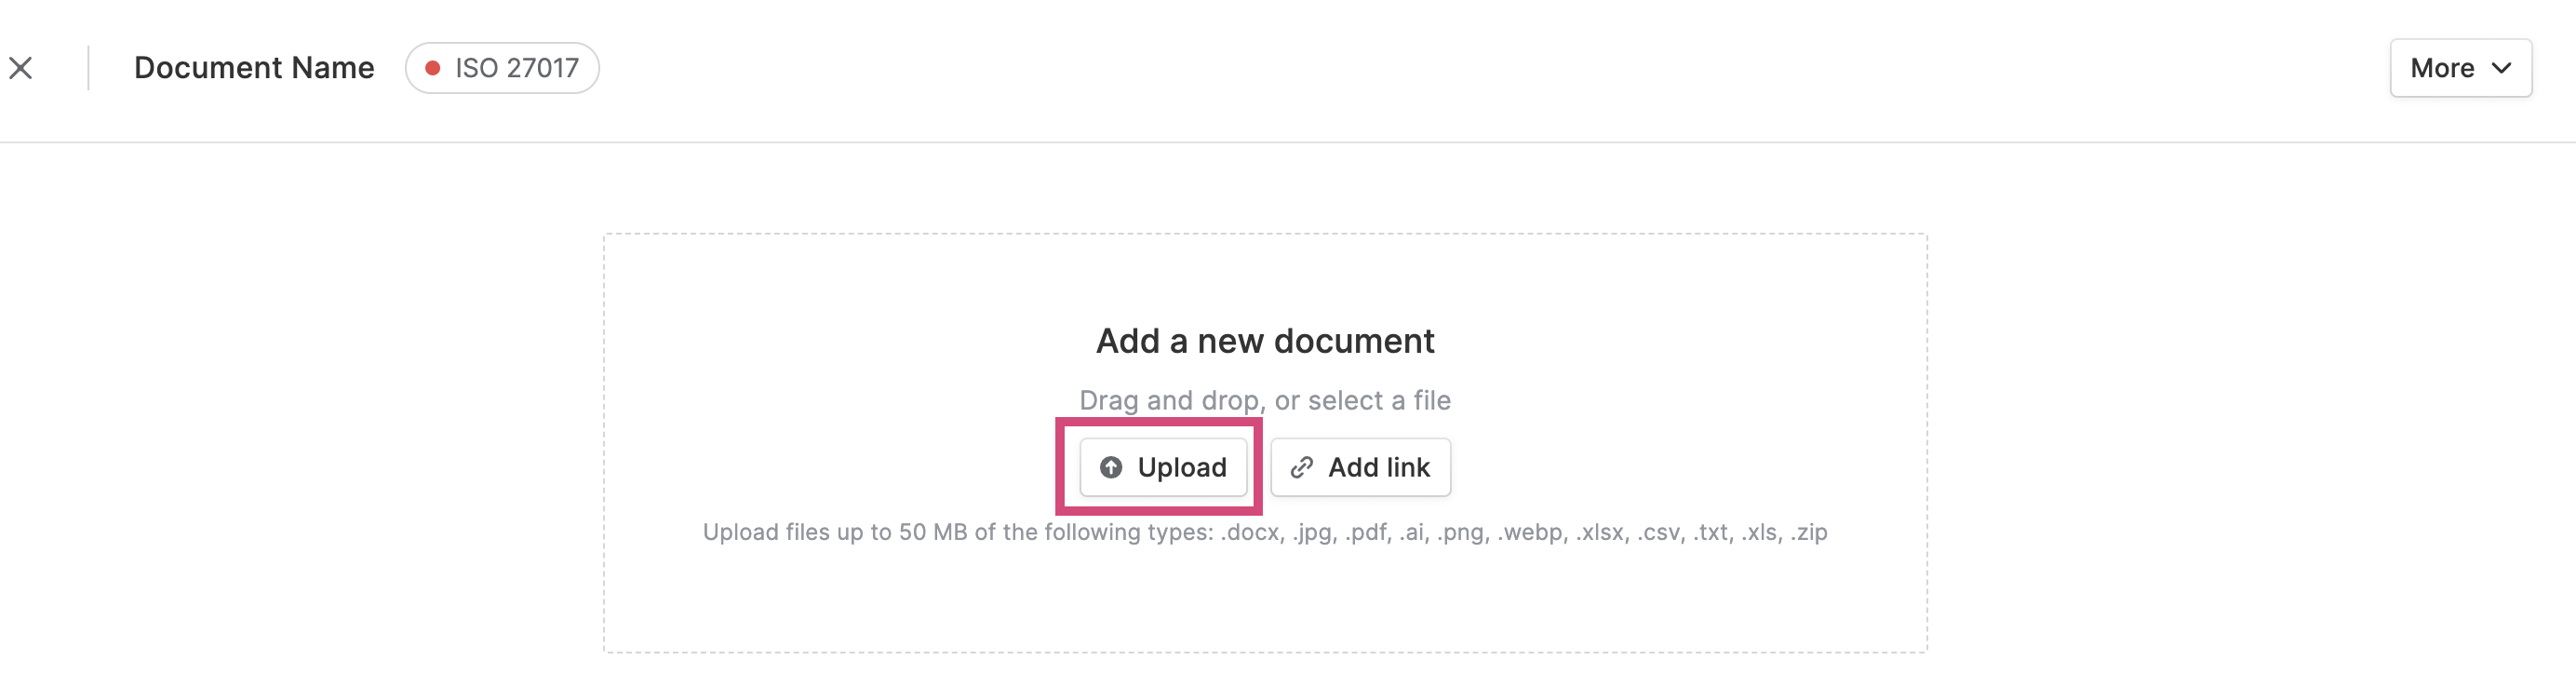 Document Name
ISO 27017
More
Add a new document
Drag and drop, or select a file
Upload
Add link
Upload files up to 50 MB of the following types: .docx, .jpg, .pdf, .ai, .png, .webp, .xlsx, .csv, .txt, .xls, .zip